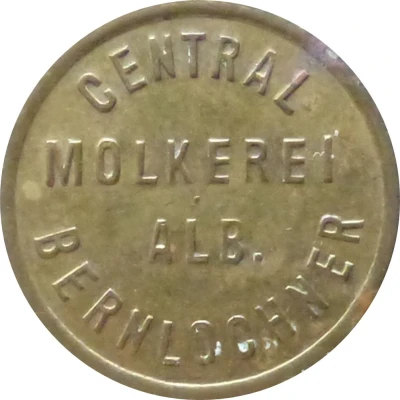 CENTRAL
MOLKEREI
ALB.
BERNLOCHNER